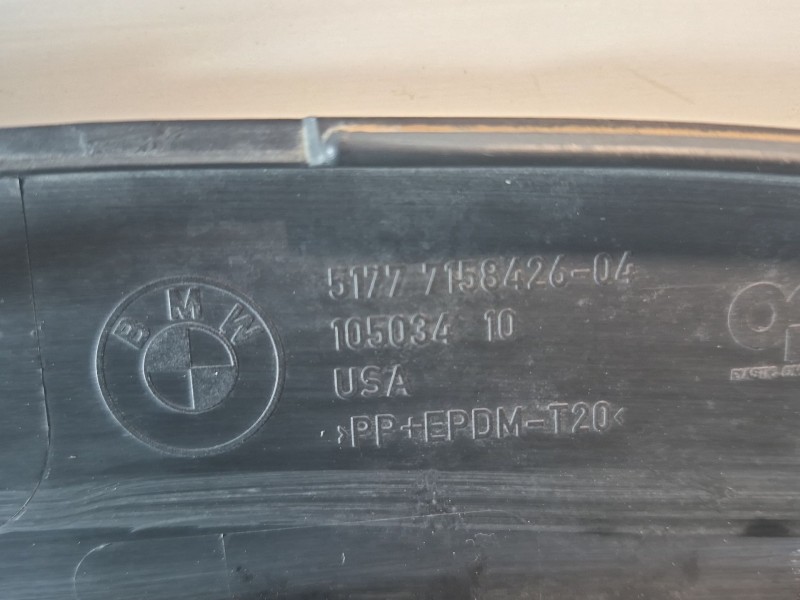 BMW
5177 7158426-04
105034 10
USA
>PP+EPDM-T20<